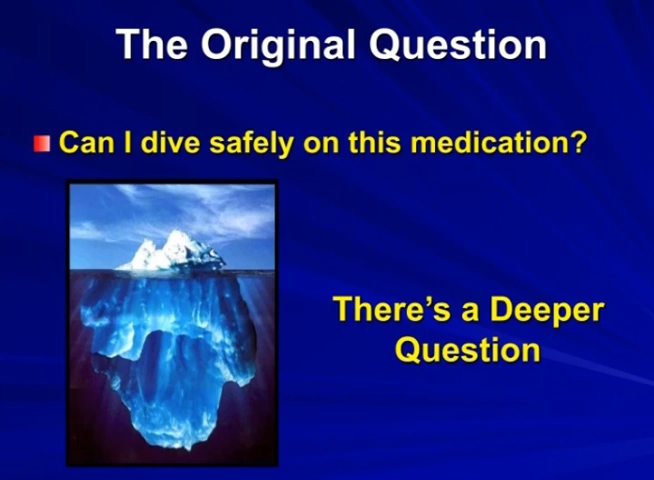 The Original Question
Can I dive safely on this medication?
There's a Deeper
Question